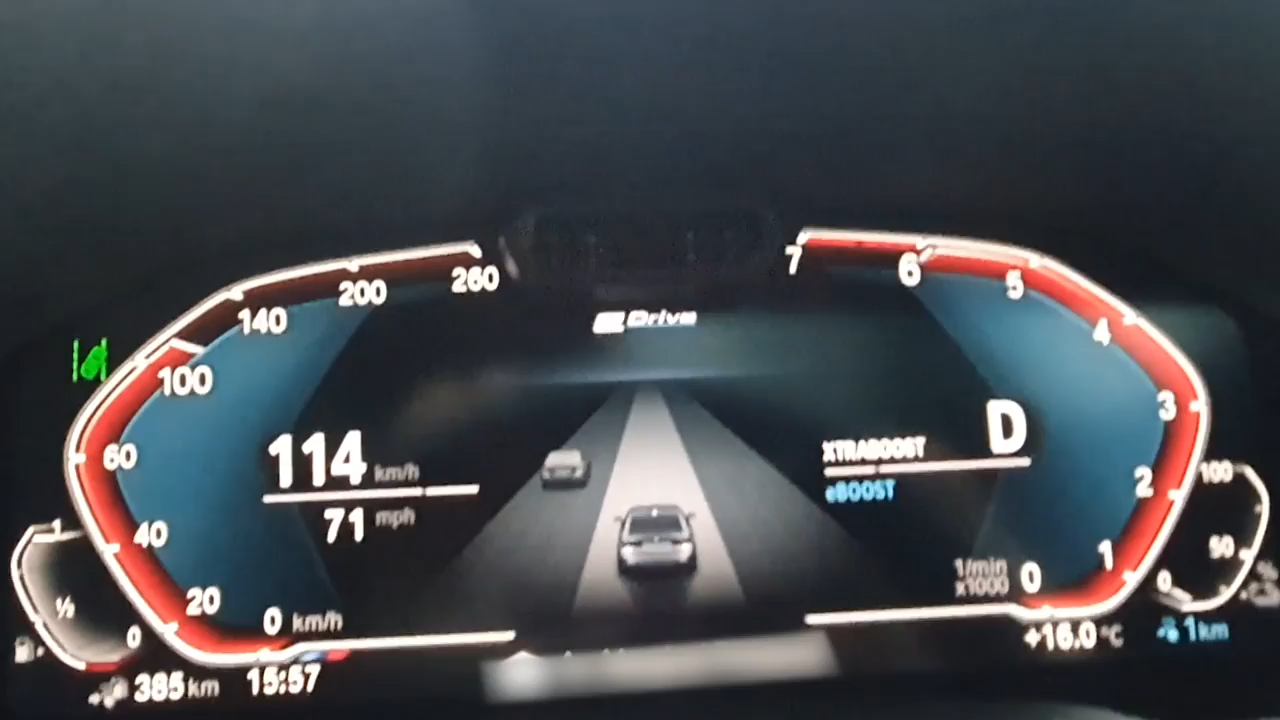 eDrive
260
200
140
100
60
40
20
0 km/h
114 km/h
71 mph
7
6
5
4
3
2
1
0
1/min
x1000
D
XTRABOOST
eBOOST
1
½
0
385 km
15:57
100
50
0
%
+16.0°C
1km